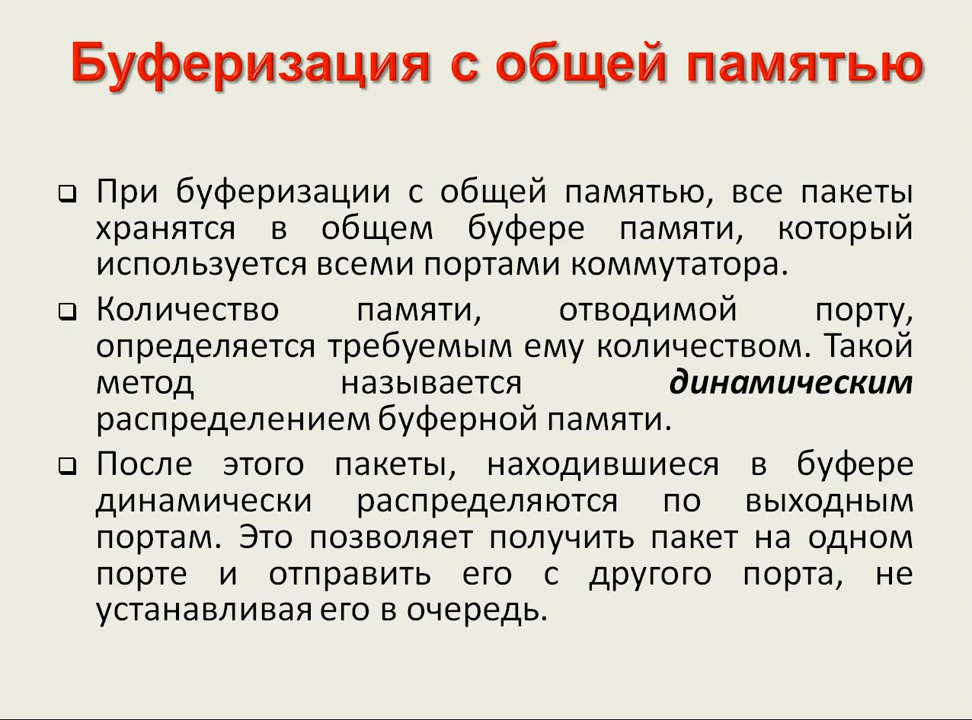 Буферизация с общей памятью
При буферизации с общей памятью, все пакеты
хранятся в общем буфере памяти, который
используется всеми портами коммутатора.
Количество памяти, отводимой порту,
определяется требуемым ему количеством. Такой
метод называется динамическим
распределением буферной памяти.
После этого пакеты, находившиеся в буфере
динамически распределяются по выходным
портам. Это позволяет получить пакет на одном
порте и отправить его с другого порта, не
устанавливая его в очередь.